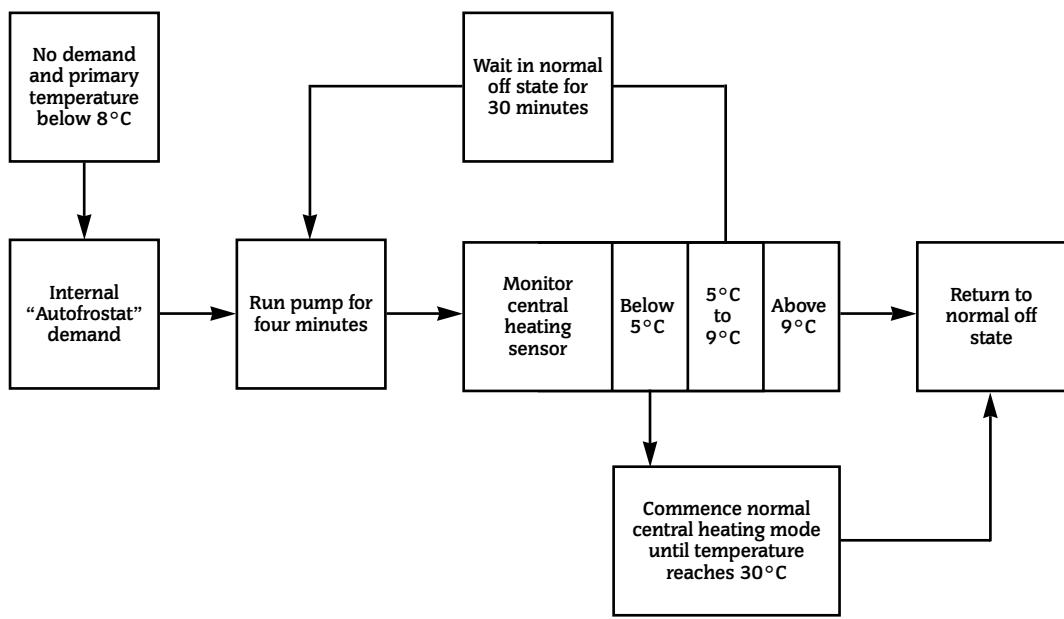 No demand
and primary
temperature
below 8°C
Wait in normal
off state for
30 minutes
Internal
“Autofrostat”
demand
Run pump for
four minutes
Monitor
central
heating
sensor
Below
5°C
5°C
to
9°C
Above
9°C
Return to
normal off
state
Commence normal
central heating mode
until temperature
reaches 30°C